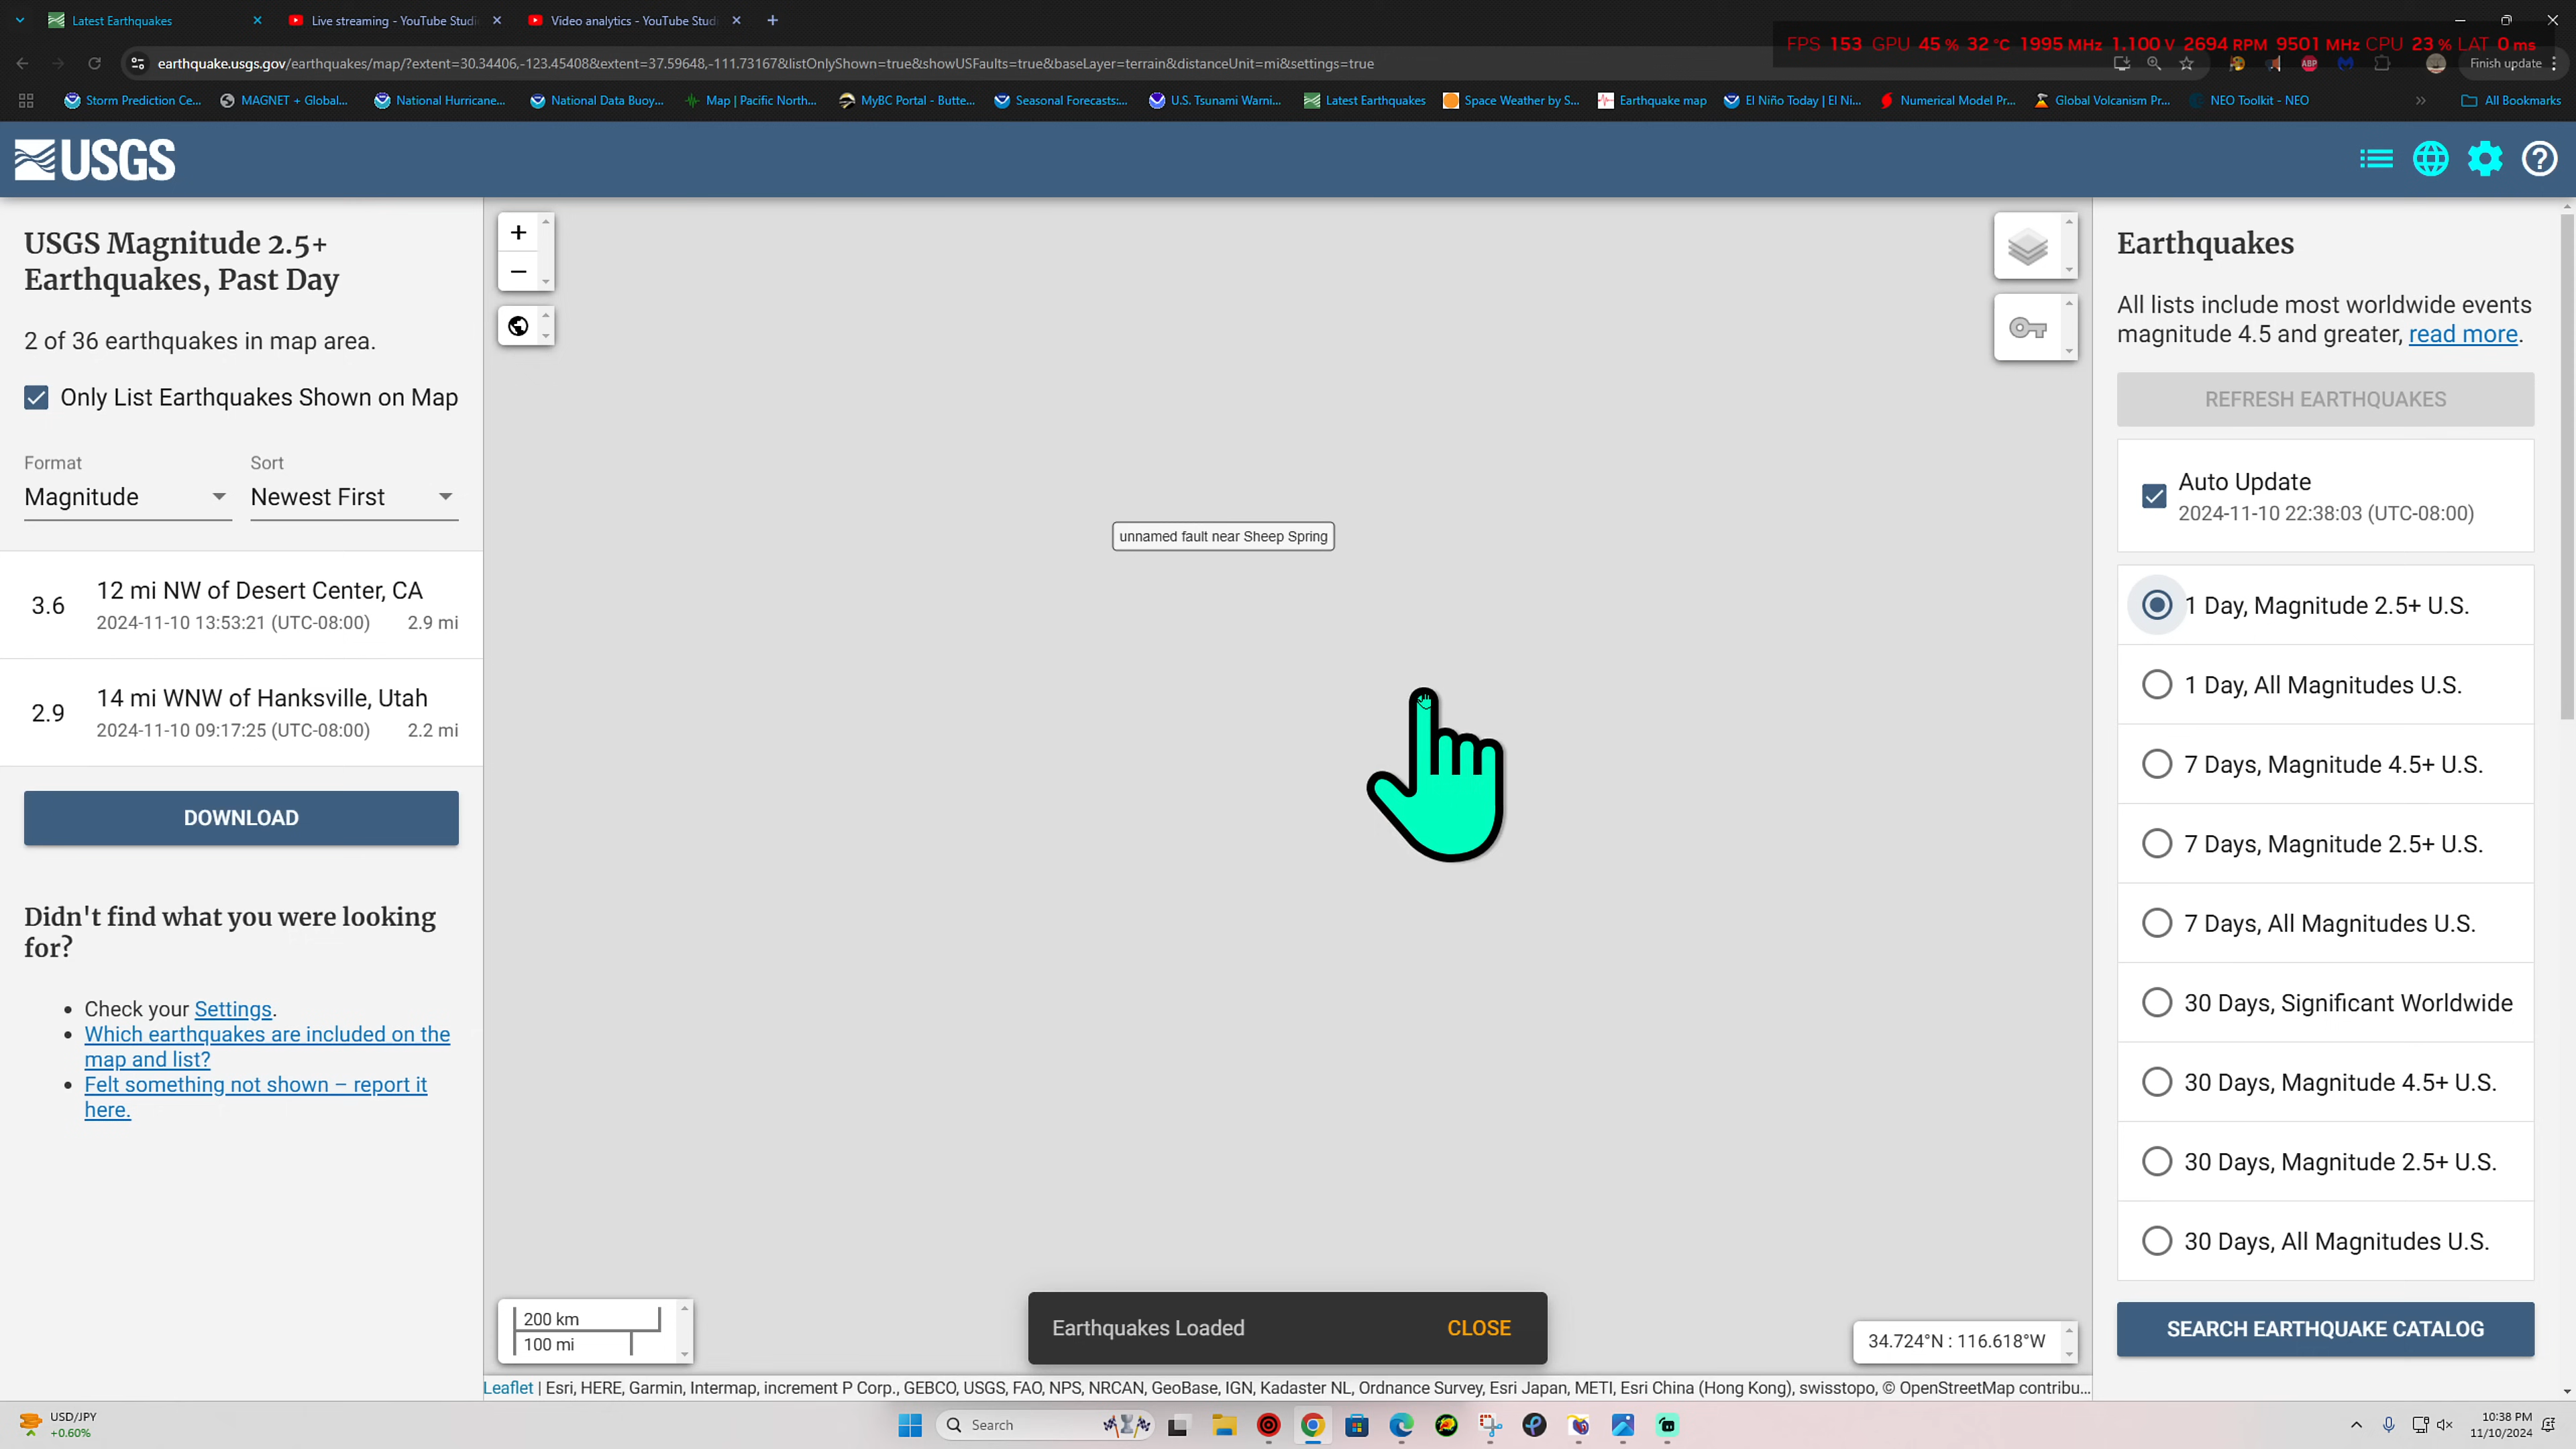 Latest Earthquakes
Live streaming - YouTube Studi
Video analytics - YouTube Studi
FPS 153 GPU 45 % 32 °C 1995 MHz 1.100 V 2694 RPM 9501 MHz CPU 23 % LAT 0 ms
earthquake.usgs.gov/earthquakes/map/?extent=30.34406,-123.45408&extent=37.59648,-111.73167&listOnlyShown=true&showUSFaults=true&baseLayer=terrain&distanceUnit=mi&settings=true
ABP
Finish update
Storm Prediction Ce...
MAGNET + Global...
National Hurricane...
National Data Buoy...
Map | Pacific North...
MyBC Portal - Butte...
Seasonal Forecasts:...
U.S. Tsunami Warni...
Latest Earthquakes
Space Weather by S...
Earthquake map
El Niño Today | El Ni...
Numerical Model Pr...
Global Volcanism Pr...
NEO Toolkit - NEO
All Bookmarks
USGS
USGS Magnitude 2.5+
Earthquakes, Past Day
2 of 36 earthquakes in map area.
Only List Earthquakes Shown on Map
Format
Sort
Magnitude
Newest First
3.6
12 mi NW of Desert Center, CA
2024-11-10 13:53:21 (UTC-08:00)
2.9 mi
2.9
14 mi WNW of Hanksville, Utah
2024-11-10 09:17:25 (UTC-08:00)
2.2 mi
DOWNLOAD
Didn't find what you were looking
for?
Check your Settings.
Which earthquakes are included on the
map and list?
Felt something not shown – report it
here.
+
−
unnamed fault near Sheep Spring
200 km
100 mi
Earthquakes Loaded
CLOSE
34.724°N : 116.618°W
Leaflet | Esri, HERE, Garmin, Intermap, increment P Corp., GEBCO, USGS, FAO, NPS, NRCAN, GeoBase, IGN, Kadaster NL, Ordnance Survey, Esri Japan, METI, Esri China (Hong Kong), swisstopo, © OpenStreetMap contribu...
Earthquakes
All lists include most worldwide events
magnitude 4.5 and greater, read more.
REFRESH EARTHQUAKES
Auto Update
2024-11-10 22:38:03 (UTC-08:00)
1 Day, Magnitude 2.5+ U.S.
1 Day, All Magnitudes U.S.
7 Days, Magnitude 4.5+ U.S.
7 Days, Magnitude 2.5+ U.S.
7 Days, All Magnitudes U.S.
30 Days, Significant Worldwide
30 Days, Magnitude 4.5+ U.S.
30 Days, Magnitude 2.5+ U.S.
30 Days, All Magnitudes U.S.
SEARCH EARTHQUAKE CATALOG
USD/JPY
+0.60%
Search
10:38 PM
11/10/2024